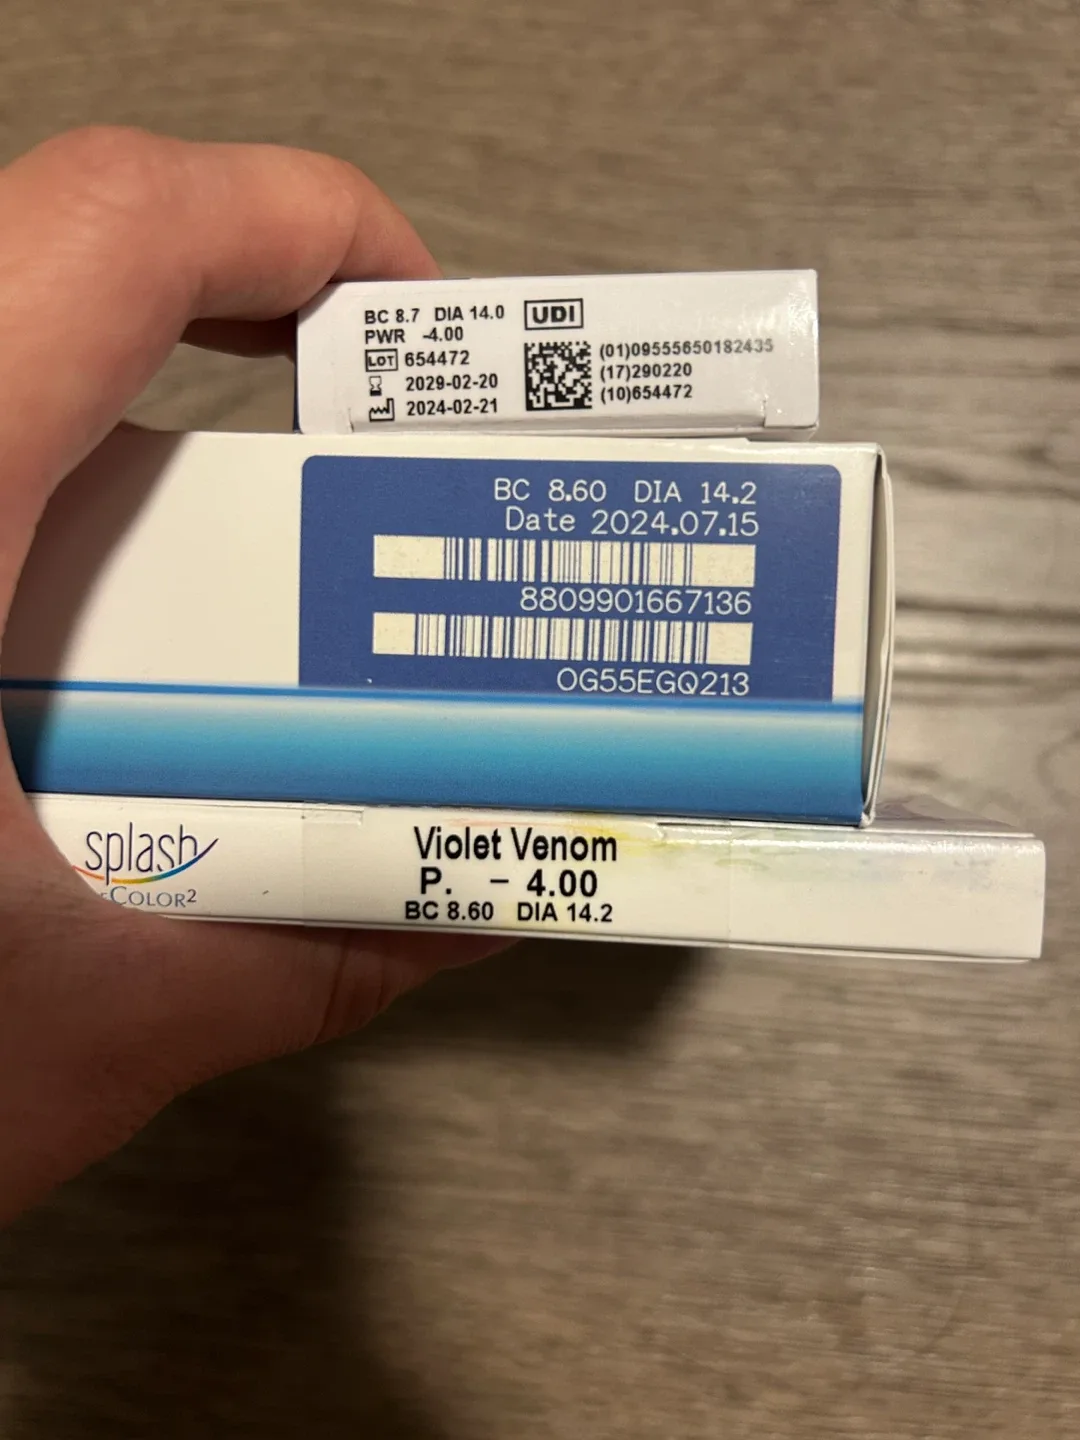 BC 8.7 DIA 14.0
PWR -4.00
LOT 654472
2029-02-20
2024-02-21
UDI
(01)09555650182435
(17)290220
(10)654472
BC 8.60 DIA 14.2
Date 2024.07.15
8809901667136
OG55EGQ213
splash
COLOR²
Violet Venom
P. - 4.00
BC 8.60 DIA 14.2